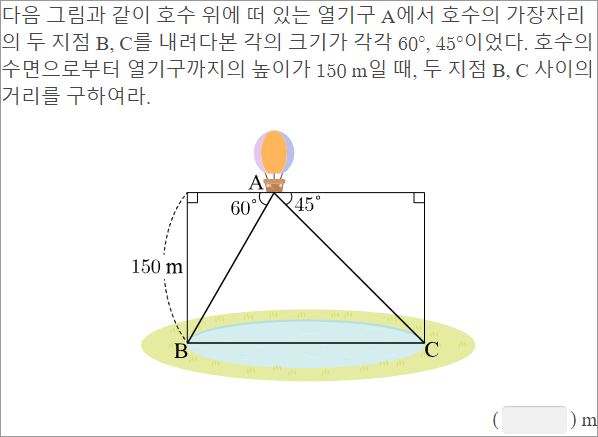 다음 그림과 같이 호수 위에 떠 있는 열기구 A에서 호수의 가장자리
의 두 지점 B, C를 내려다본 각의 크기가 각각 60°, 45°이었다. 호수의
수면으로부터 열기구까지의 높이가 150 m일 때, 두 지점 B, C 사이의
거리를 구하여라.
A
60° 45°
150 m
B C
( ) m